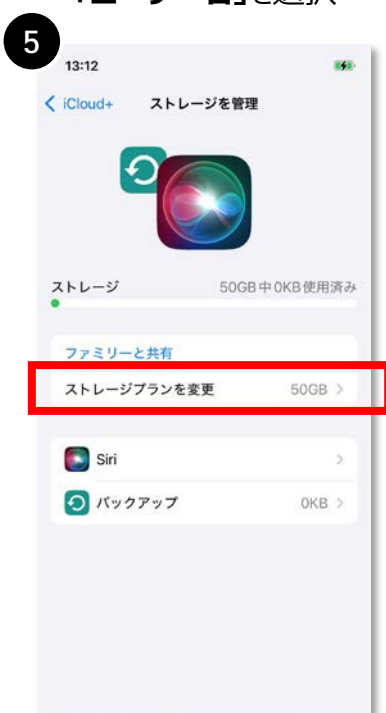 を選択
5
13:12
iCloud+ ストレージを管理
ストレージ 50GB中0KB使用済み
ファミリーと共有
ストレージプランを変更 50GB
Siri
バックアップ 0KB